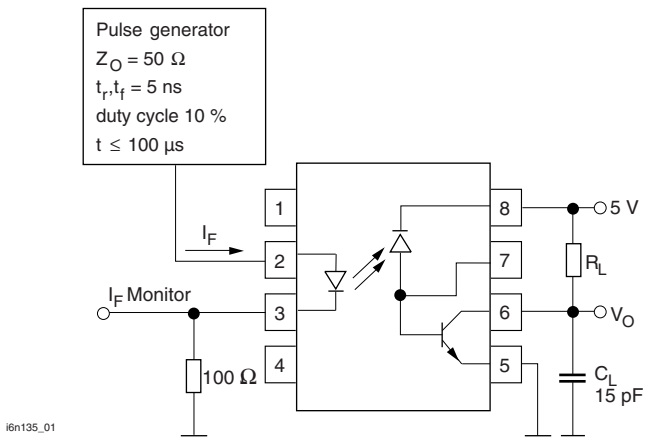 Pulse generator
Z_O = 50 Ω
t_r,t_f = 5 ns
duty cycle 10 %
t ≤ 100 μs
1
8
5 V
I_F
2
7
R_L
I_F Monitor
3
6
V_O
4
5
100 Ω
C_L
15 pF
i6n135_01